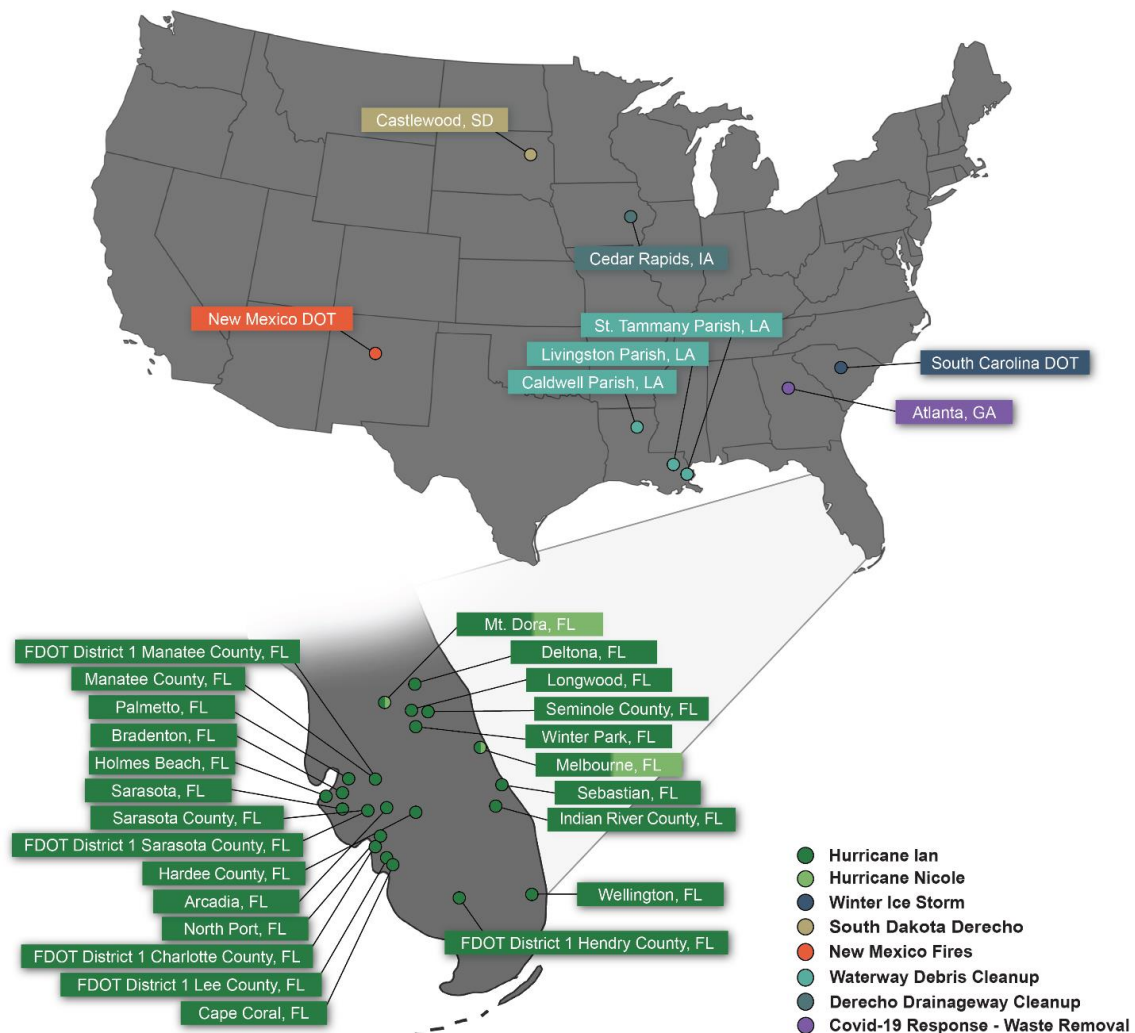 Castlewood, SD
Cedar Rapids, IA
New Mexico DOT
St. Tammany Parish, LA
Livingston Parish, LA
Caldwell Parish, LA
South Carolina DOT
Atlanta, GA
Mt. Dora, FL
Deltona, FL
Longwood, FL
Seminole County, FL
Winter Park, FL
Melbourne, FL
Sebastian, FL
Indian River County, FL
Wellington, FL
FDOT District 1 Hendry County, FL
FDOT District 1 Manatee County, FL
Manatee County, FL
Palmetto, FL
Bradenton, FL
Holmes Beach, FL
Sarasota, FL
Sarasota County, FL
FDOT District 1 Sarasota County, FL
Hardee County, FL
Arcadia, FL
North Port, FL
FDOT District 1 Charlotte County, FL
FDOT District 1 Lee County, FL
Cape Coral, FL
Hurricane Ian
Hurricane Nicole
Winter Ice Storm
South Dakota Derecho
New Mexico Fires
Waterway Debris Cleanup
Derecho Drainageway Cleanup
Covid-19 Response - Waste Removal